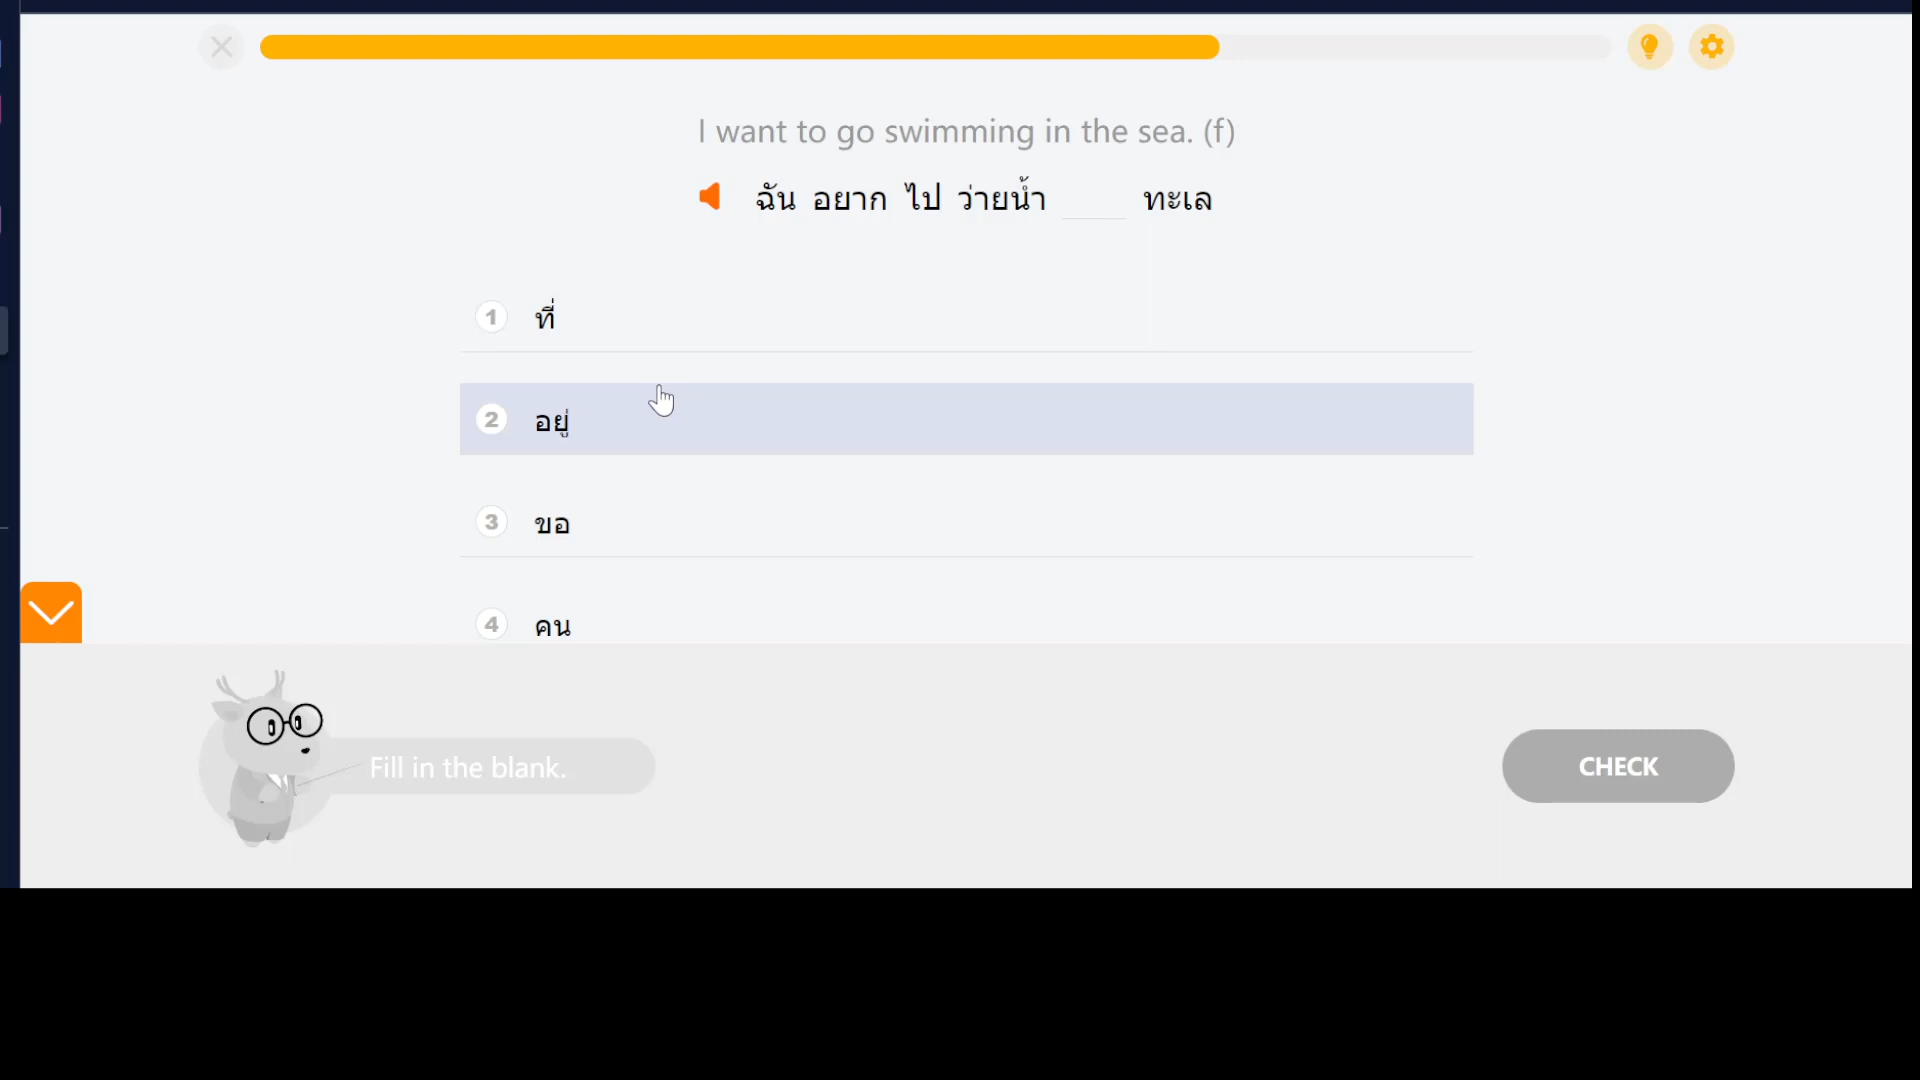 I want to go swimming in the sea. (f)
ฉัน อยาก ไป ว่ายน้ำ ____ ทะเล
1 ที่
2 อยู่
3 ขอ
4 คน
Fill in the blank.
CHECK